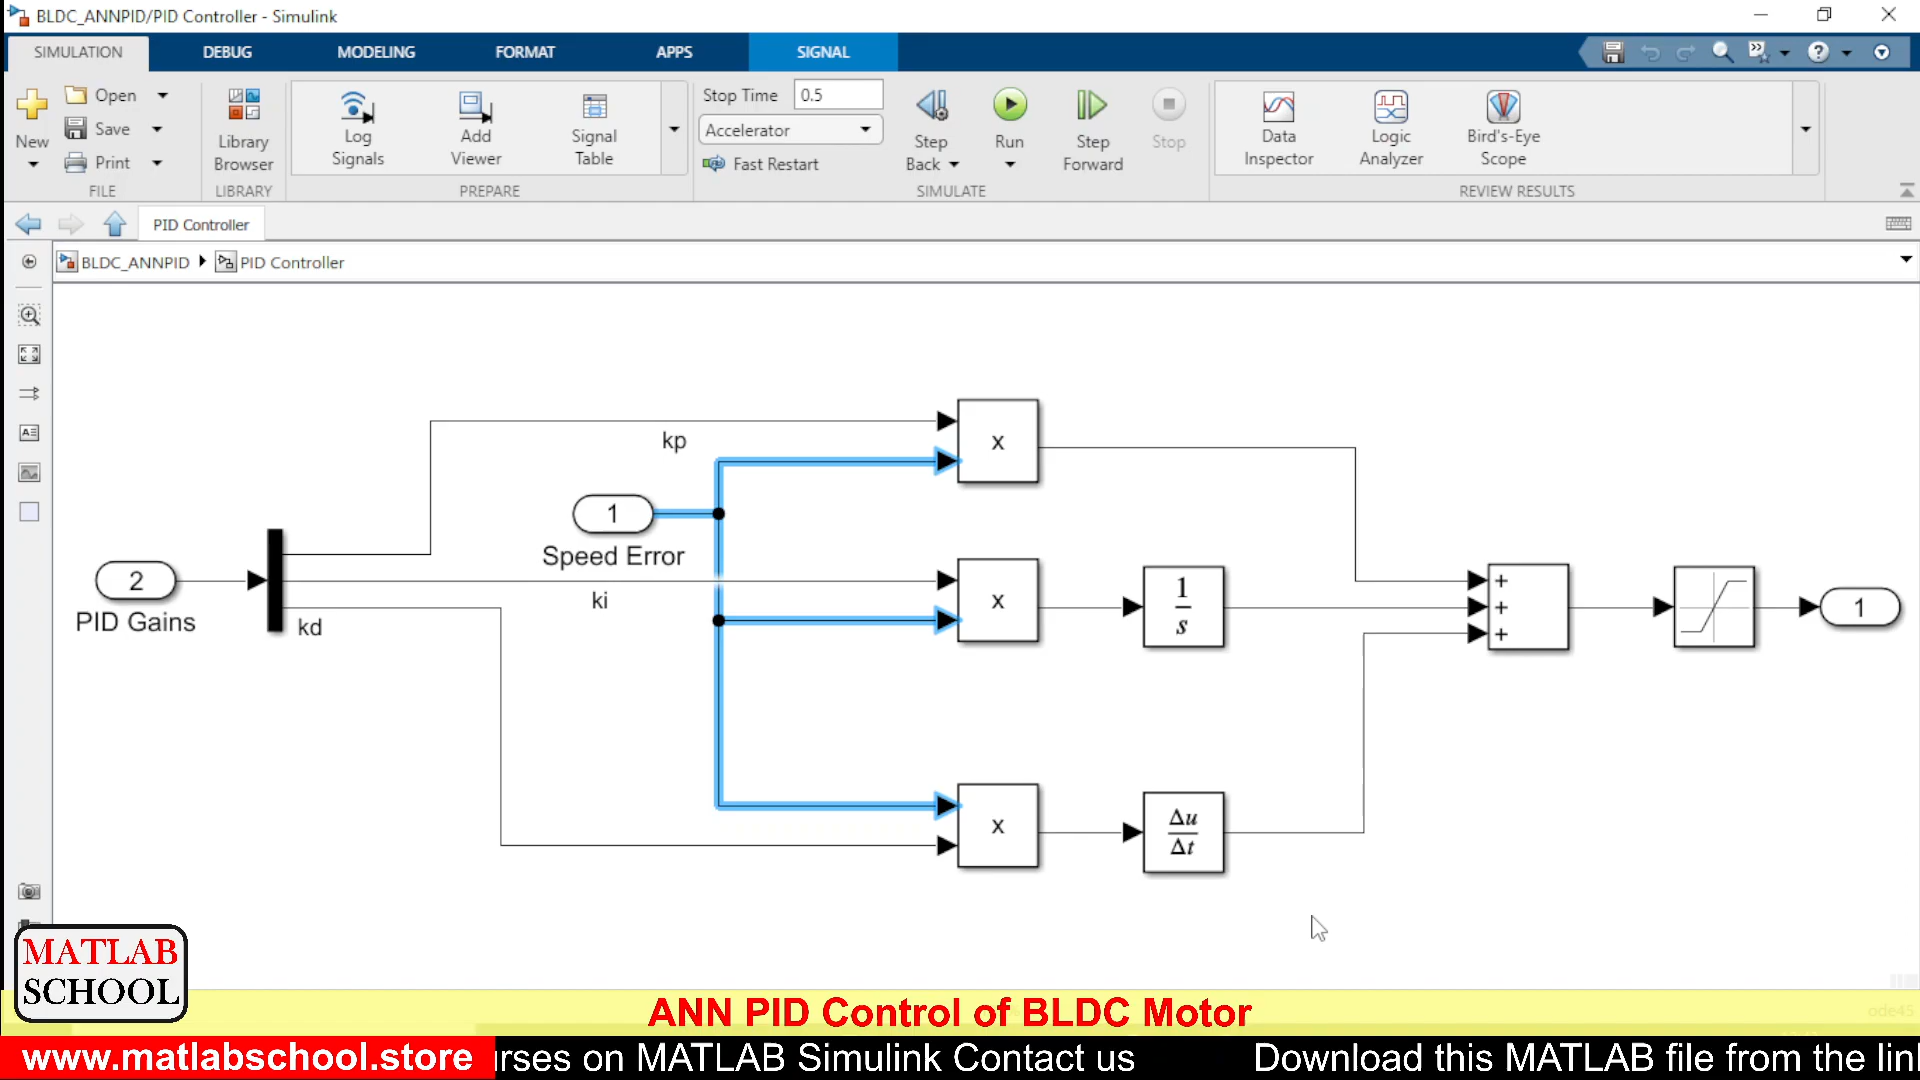 BLDC_ANNPID/PID Controller - Simulink
SIMULATION DEBUG MODELING FORMAT APPS SIGNAL
New
Open
Save
Print
FILE
Library Browser
LIBRARY
Log Signals
Add Viewer
Signal Table
PREPARE
Stop Time 0.5
Accelerator
Fast Restart
Step Back
Run
Step Forward
Stop
SIMULATE
Data Inspector
Logic Analyzer
Bird's-Eye Scope
REVIEW RESULTS
PID Controller
BLDC_ANNPID PID Controller
kp
x
1
Speed Error
2
PID Gains
ki
kd
x
1
s
+
+
+
1
x
Δu
Δt
MATLAB
SCHOOL
ANN PID Control of BLDC Motor
ode45
www.matlabschool.store
urses on MATLAB Simulink Contact us
Download this MATLAB file from the lin